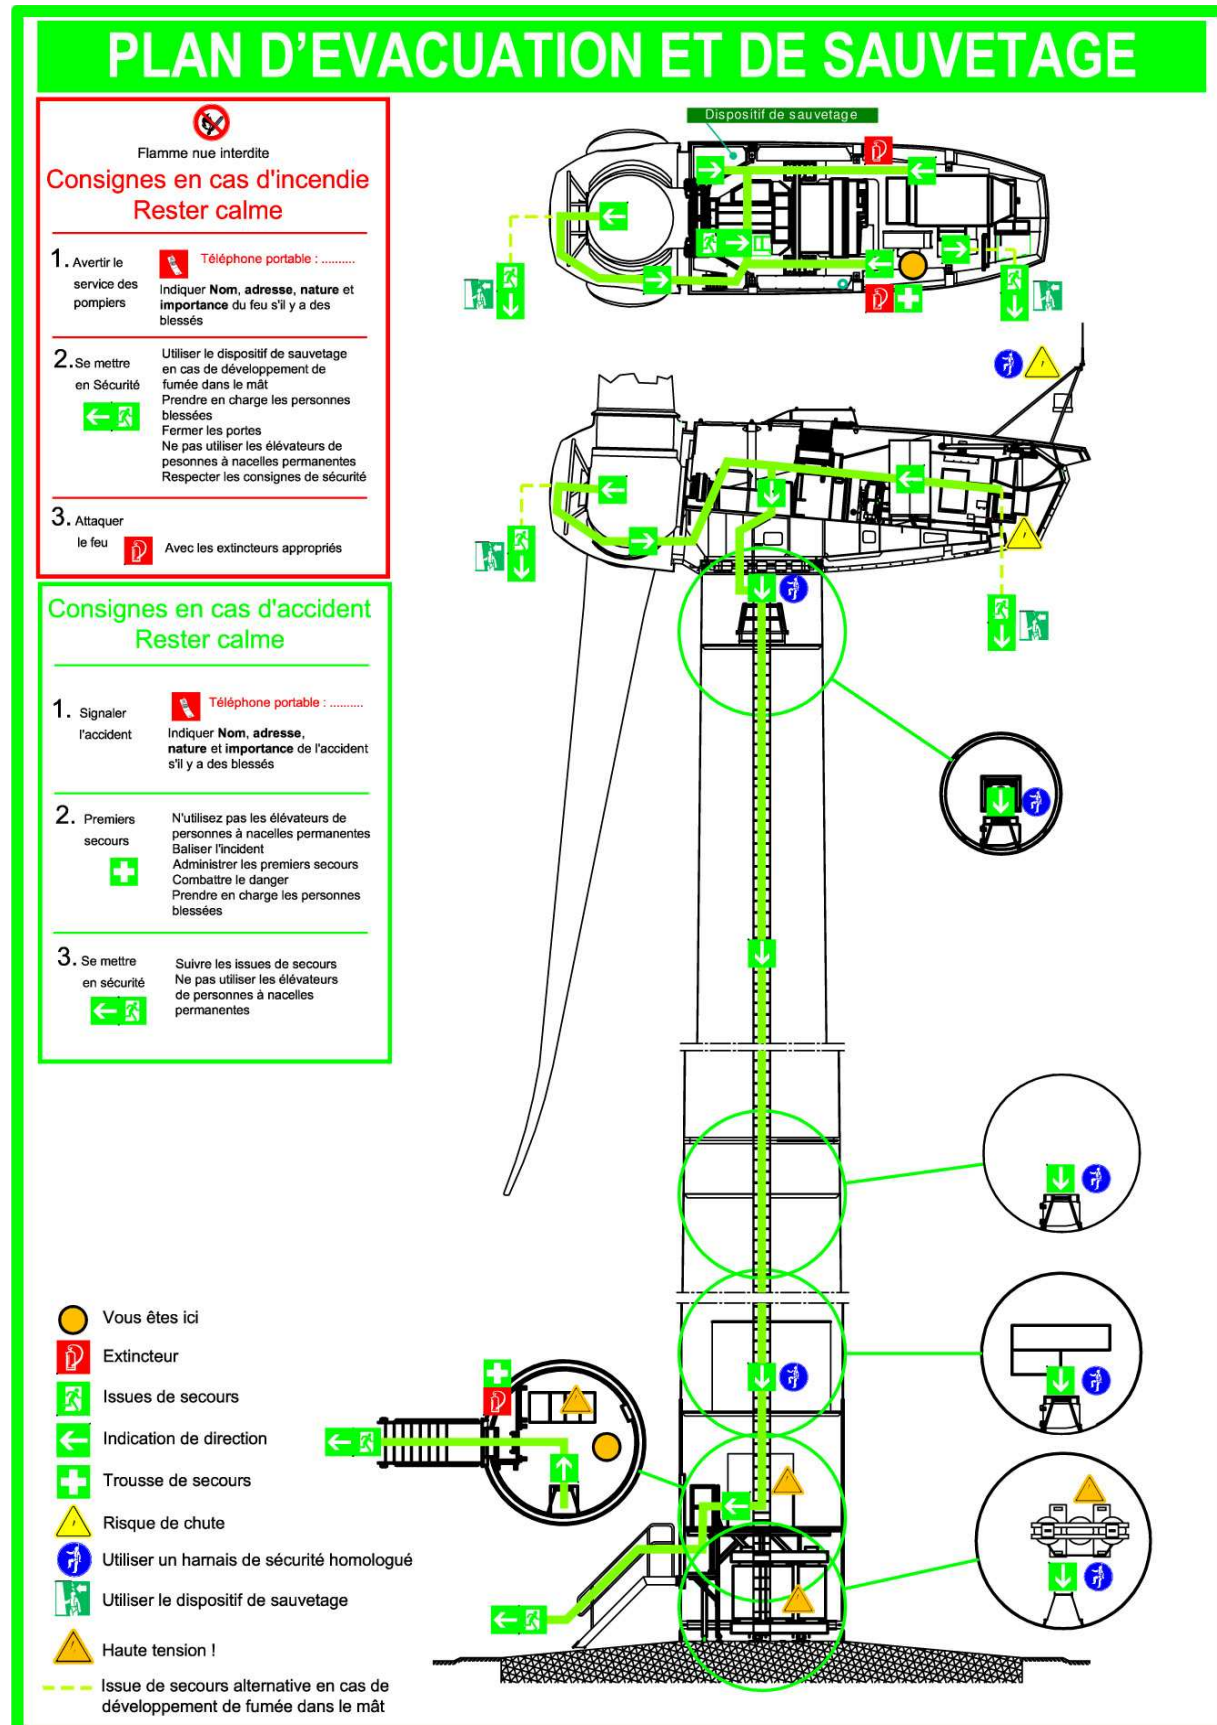 PLAN D'EVACUATION ET DE SAUVETAGE
Flamme nue interdite
Consignes en cas d'incendie
Rester calme
1. Avertir le
service des
pompiers
Téléphone portable : ..........
Indiquer Nom, adresse, nature et
importance du feu s'il y a des
blessés
2. Se mettre
en Sécurité
Utiliser le dispositif de sauvetage
en cas de développement de
fumée dans le mât
Prendre en charge les personnes
blessées
Fermer les portes
Ne pas utiliser les élévateurs de
pesonnes à nacelles permanentes
Respecter les consignes de sécurité
3. Attaquer
le feu
Avec les extincteurs appropriés
Consignes en cas d'accident
Rester calme
1. Signaler
l'accident
Téléphone portable : ..........
Indiquer Nom, adresse,
nature et importance de l'accident
s'il y a des blessés
2. Premiers
secours
N'utilisez pas les élévateurs de
personnes à nacelles permanentes
Baliser l'incident
Administrer les premiers secours
Combattre le danger
Prendre en charge les personnes
blessées
3. Se mettre
en sécurité
Suivre les issues de secours
Ne pas utiliser les élévateurs
de personnes à nacelles
permanentes
Dispositif de sauvetage
Vous êtes ici
Extincteur
Issues de secours
Indication de direction
Trousse de secours
Risque de chute
Utiliser un harnais de sécurité homologué
Utiliser le dispositif de sauvetage
Haute tension !
Issue de secours alternative en cas de
développement de fumée dans le mât